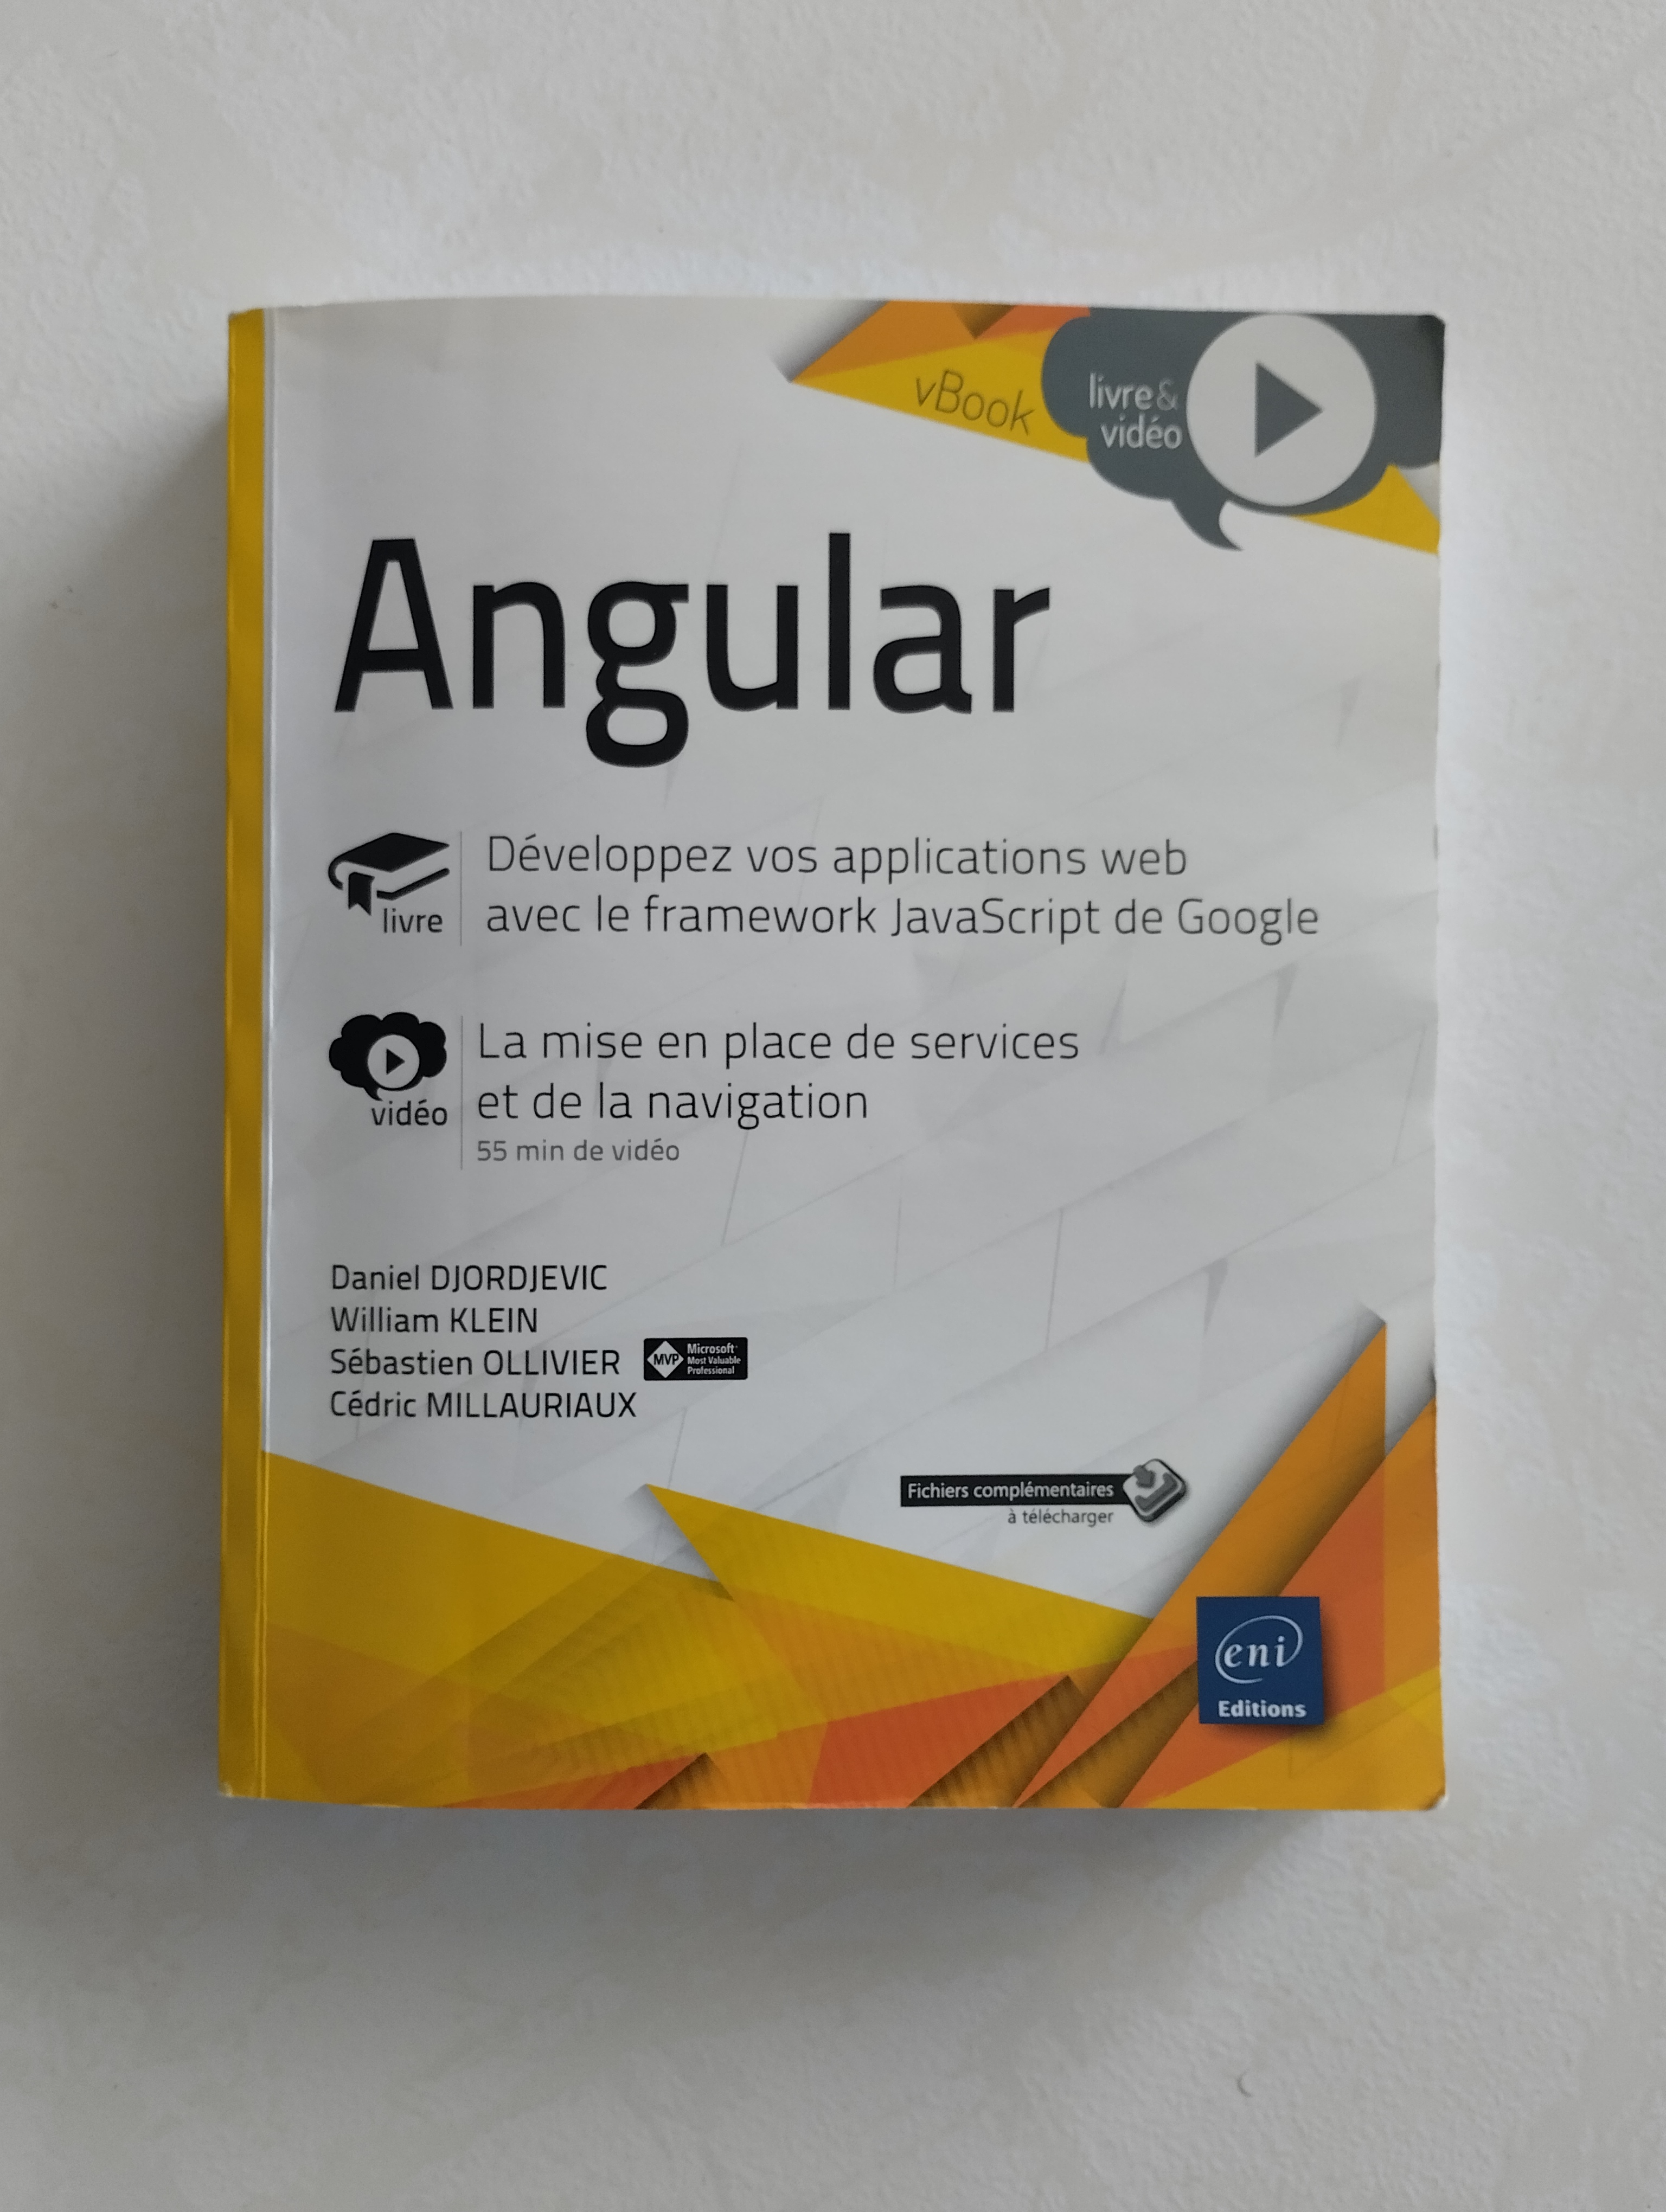 vBook
livre&
vidéo
Angular
livre
Développez vos applications web
avec le framework JavaScript de Google
vidéo
La mise en place de services
et de la navigation
55 min de vidéo
Daniel DJORDJEVIC
William KLEIN
Sébastien OLLIVIER
MVP
Microsoft
Most Valuable
Professional
Cédric MILLAURIAUX
Fichiers complémentaires
à télécharger
eni
Editions